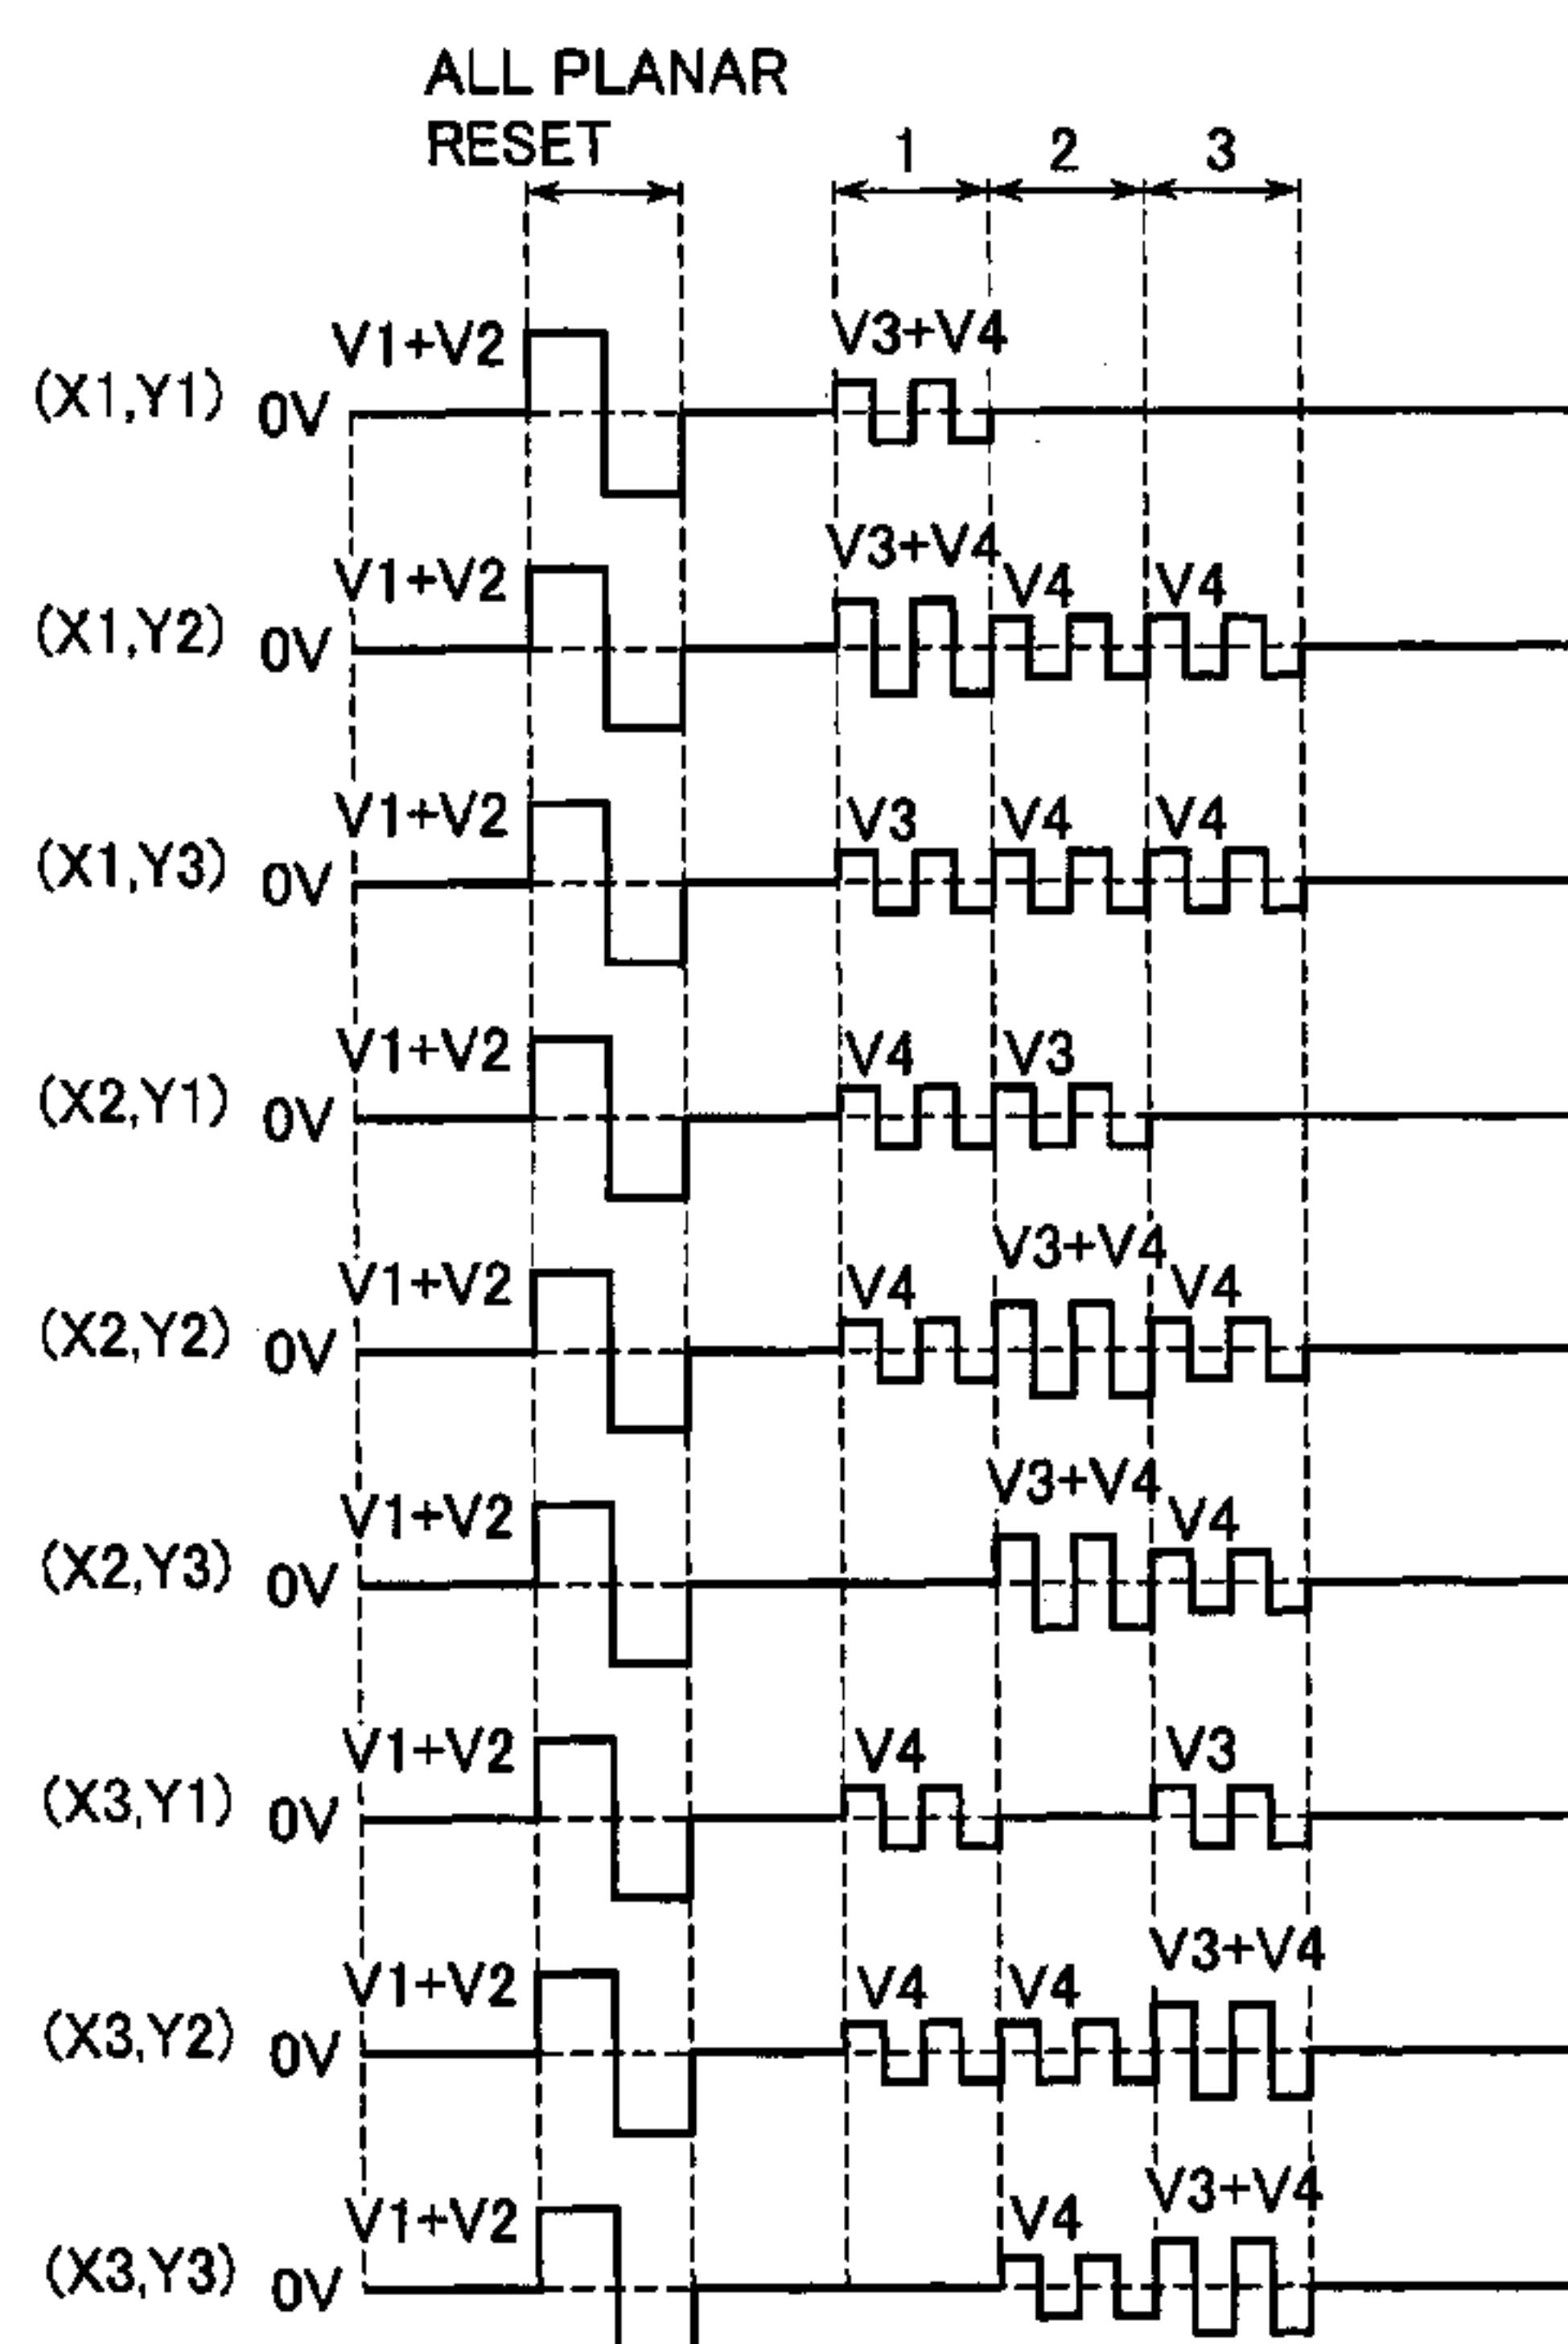 ALL PLANAR
RESET
1 2 3
V1+V2 V3+V4
(X1,Y1) 0V
V3+V4
V1+V2 V4 V4
(X1,Y2) 0V
V1+V2 V3 V4 V4
(X1,Y3) 0V
V1+V2 V4 V3
(X2,Y1) 0V
V3+V4
V1+V2 V4 V4
(X2,Y2) 0V
V3+V4
V1+V2 V4
(X2,Y3) 0V
V1+V2 V4 V3
(X3,Y1) 0V
V3+V4
V1+V2 V4 V4
(X3,Y2) 0V
V3+V4
V1+V2 V4
(X3,Y3) 0V